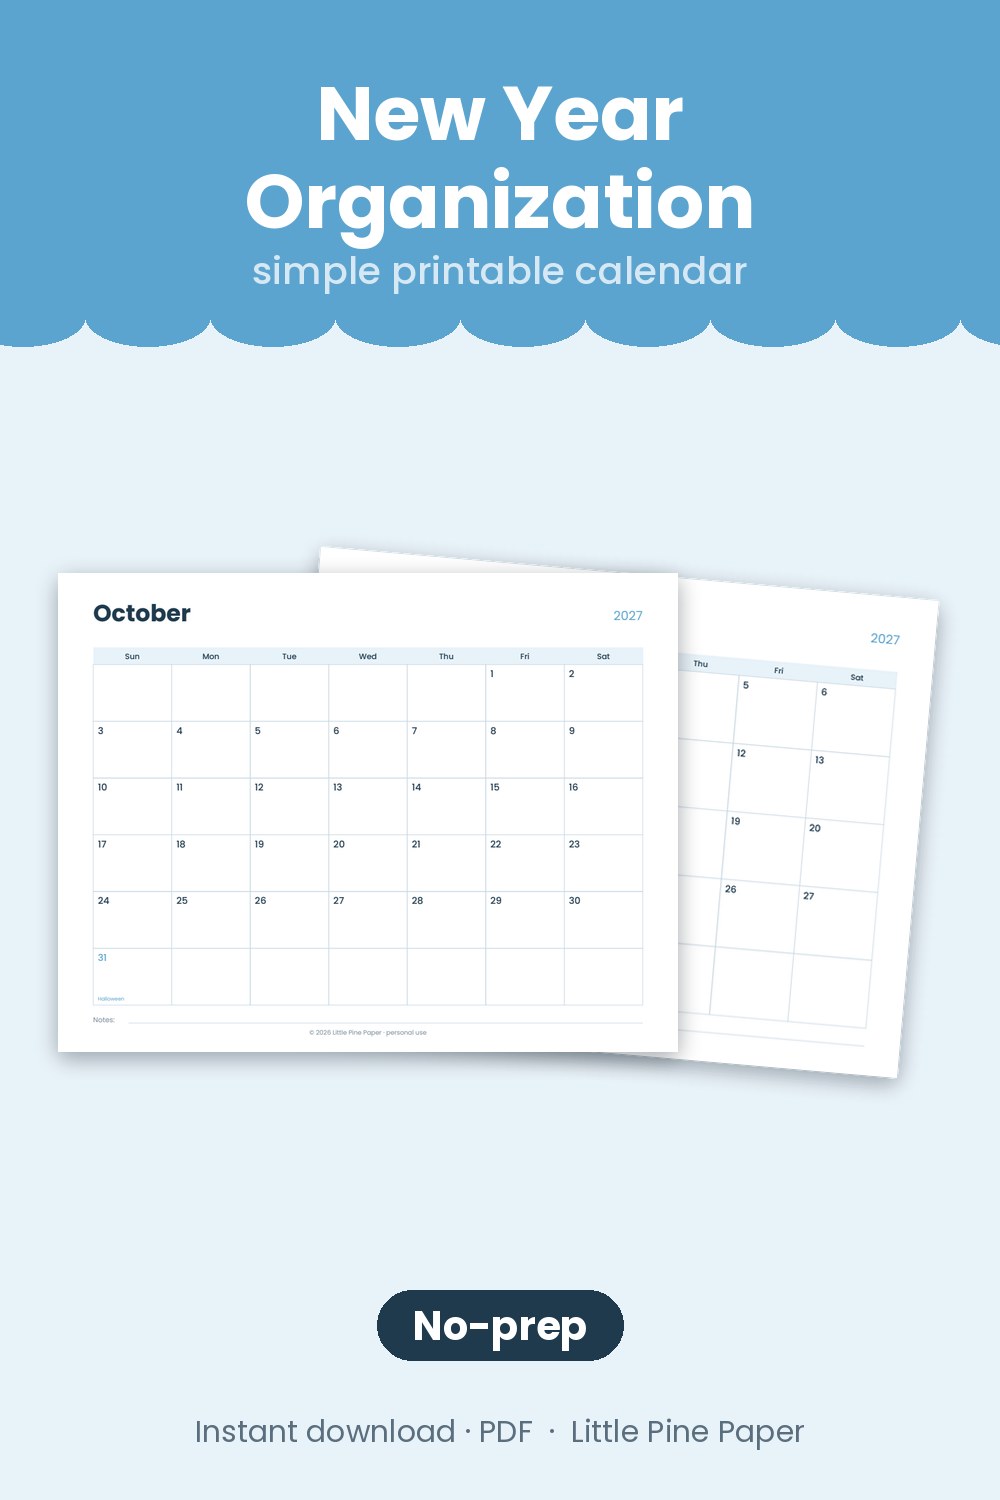 New Year
Organization
simple printable calendar
October 2027
Sun Mon Tue Wed Thu Fri Sat
1 2
3 4 5 6 7 8 9
10 11 12 13 14 15 16
17 18 19 20 21 22 23
24 25 26 27 28 29 30
31
Halloween
Notes:
© 2026 Little Pine Paper · personal use
2027
Thu Fri Sat
5 6
12 13
19 20
26 27
No-prep
Instant download · PDF · Little Pine Paper